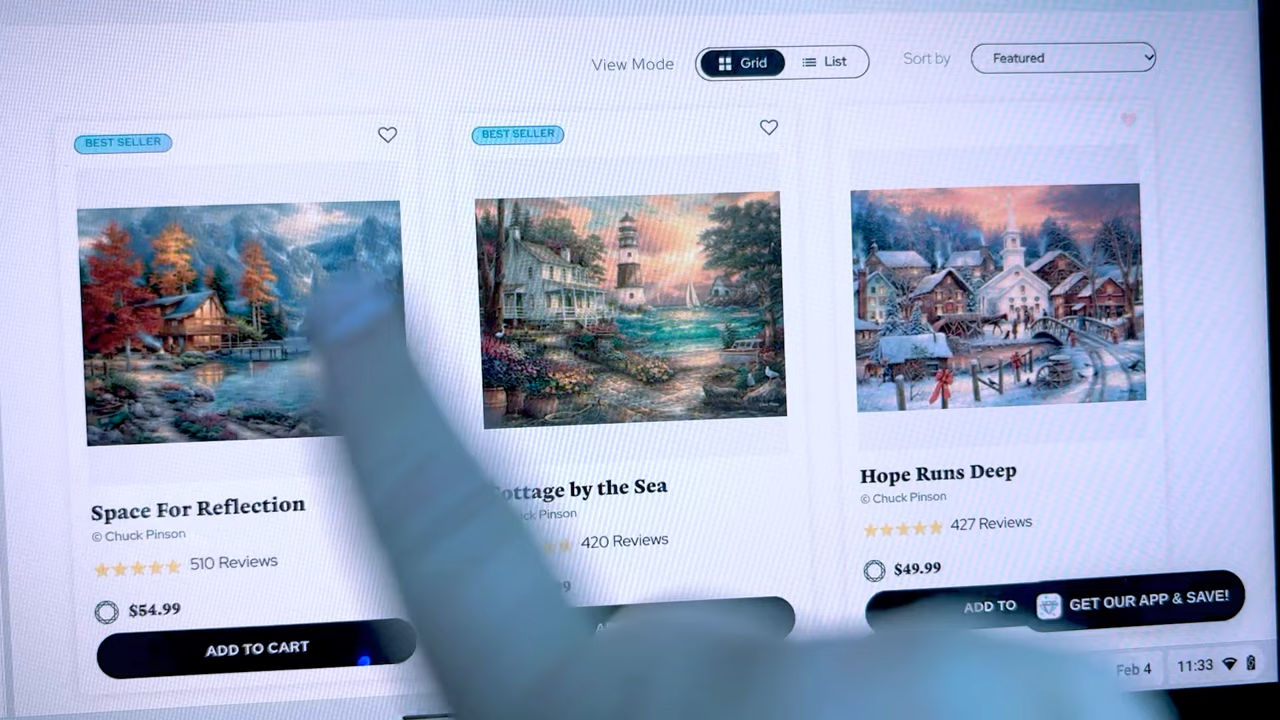 View Mode
Grid
List
Sort by
Featured
BEST SELLER
BEST SELLER
Space For Reflection
© Chuck Pinson
510 Reviews
$54.99
ADD TO CART
ottage by the Sea
Pinson
420 Reviews
Hope Runs Deep
© Chuck Pinson
427 Reviews
$49.99
ADD TO
GET OUR APP & SAVE!
Feb 4
11:33